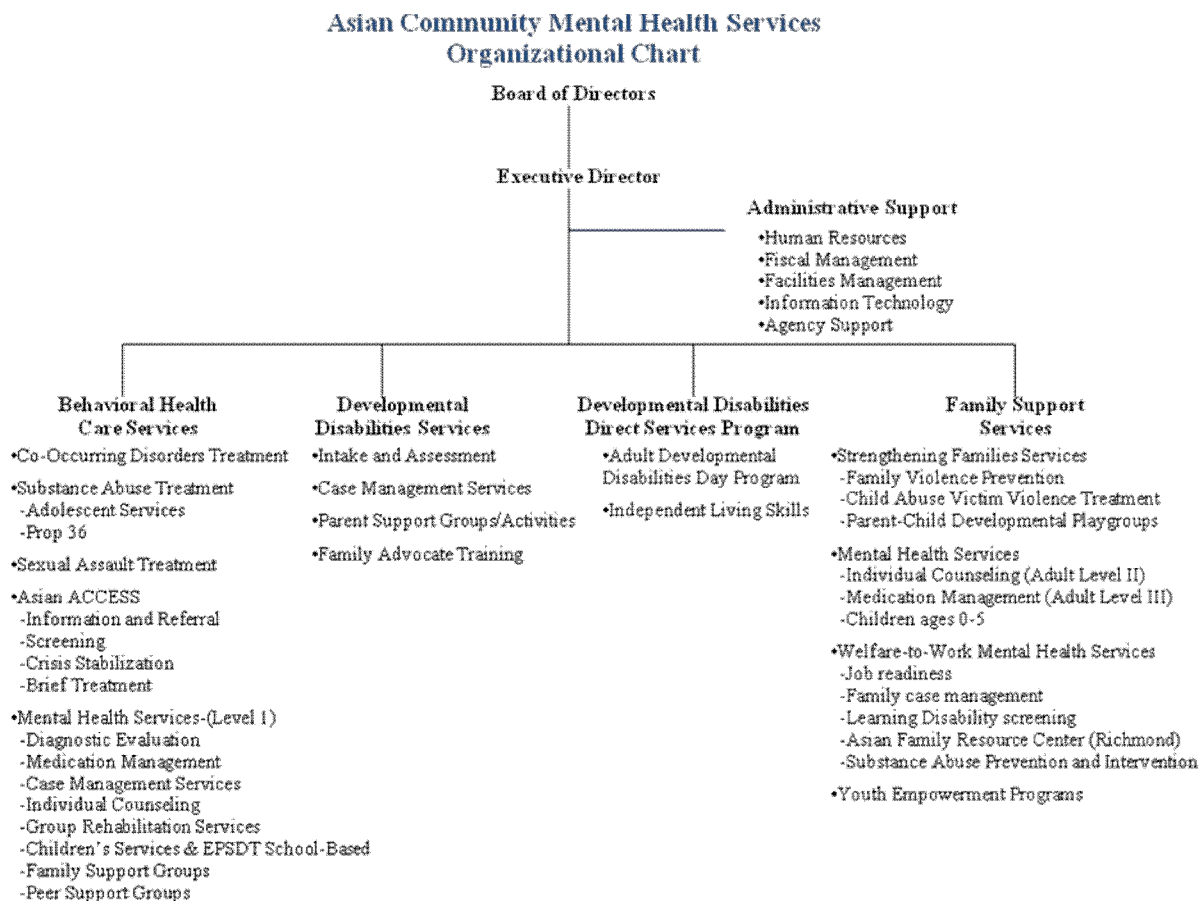 Asian Community Mental Health Services
Organizational Chart
Board of Directors
Executive Director
Administrative Support
•Human Resources
•Fiscal Management
•Facilities Management
•Information Technology
•Agency Support
Behavioral Health
Care Services
•Co-Occurring Disorders Treatment
•Substance Abuse Treatment
-Adolescent Services
-Prop 36
•Sexual Assault Treatment
•Asian ACCESS
-Information and Referral
-Screening
-Crisis Stabilization
-Brief Treatment
•Mental Health Services-(Level 1)
-Diagnostic Evaluation
-Medication Management
-Case Management Services
-Individual Counseling
-Group Rehabilitation Services
-Children's Services & EPSDT School-Based
-Family Support Groups
-Peer Support Groups
Developmental
Disabilities Services
•Intake and Assessment
•Case Management Services
•Parent Support Groups/Activities
•Family Advocate Training
Developmental Disabilities
Direct Services Program
•Adult Developmental
Disabilities Day Program
•Independent Living Skills
Family Support
Services
•Strengthening Families Services
-Family Violence Prevention
-Child Abuse Victim Violence Treatment
-Parent-Child Developmental Playgroups
•Mental Health Services
-Individual Counseling (Adult Level II)
-Medication Management (Adult Level III)
-Children ages 0-5
•Welfare-to-Work Mental Health Services
-Job readiness
-Family case management
-Learning Disability screening
-Asian Family Resource Center (Richmond)
-Substance Abuse Prevention and Intervention
•Youth Empowerment Programs